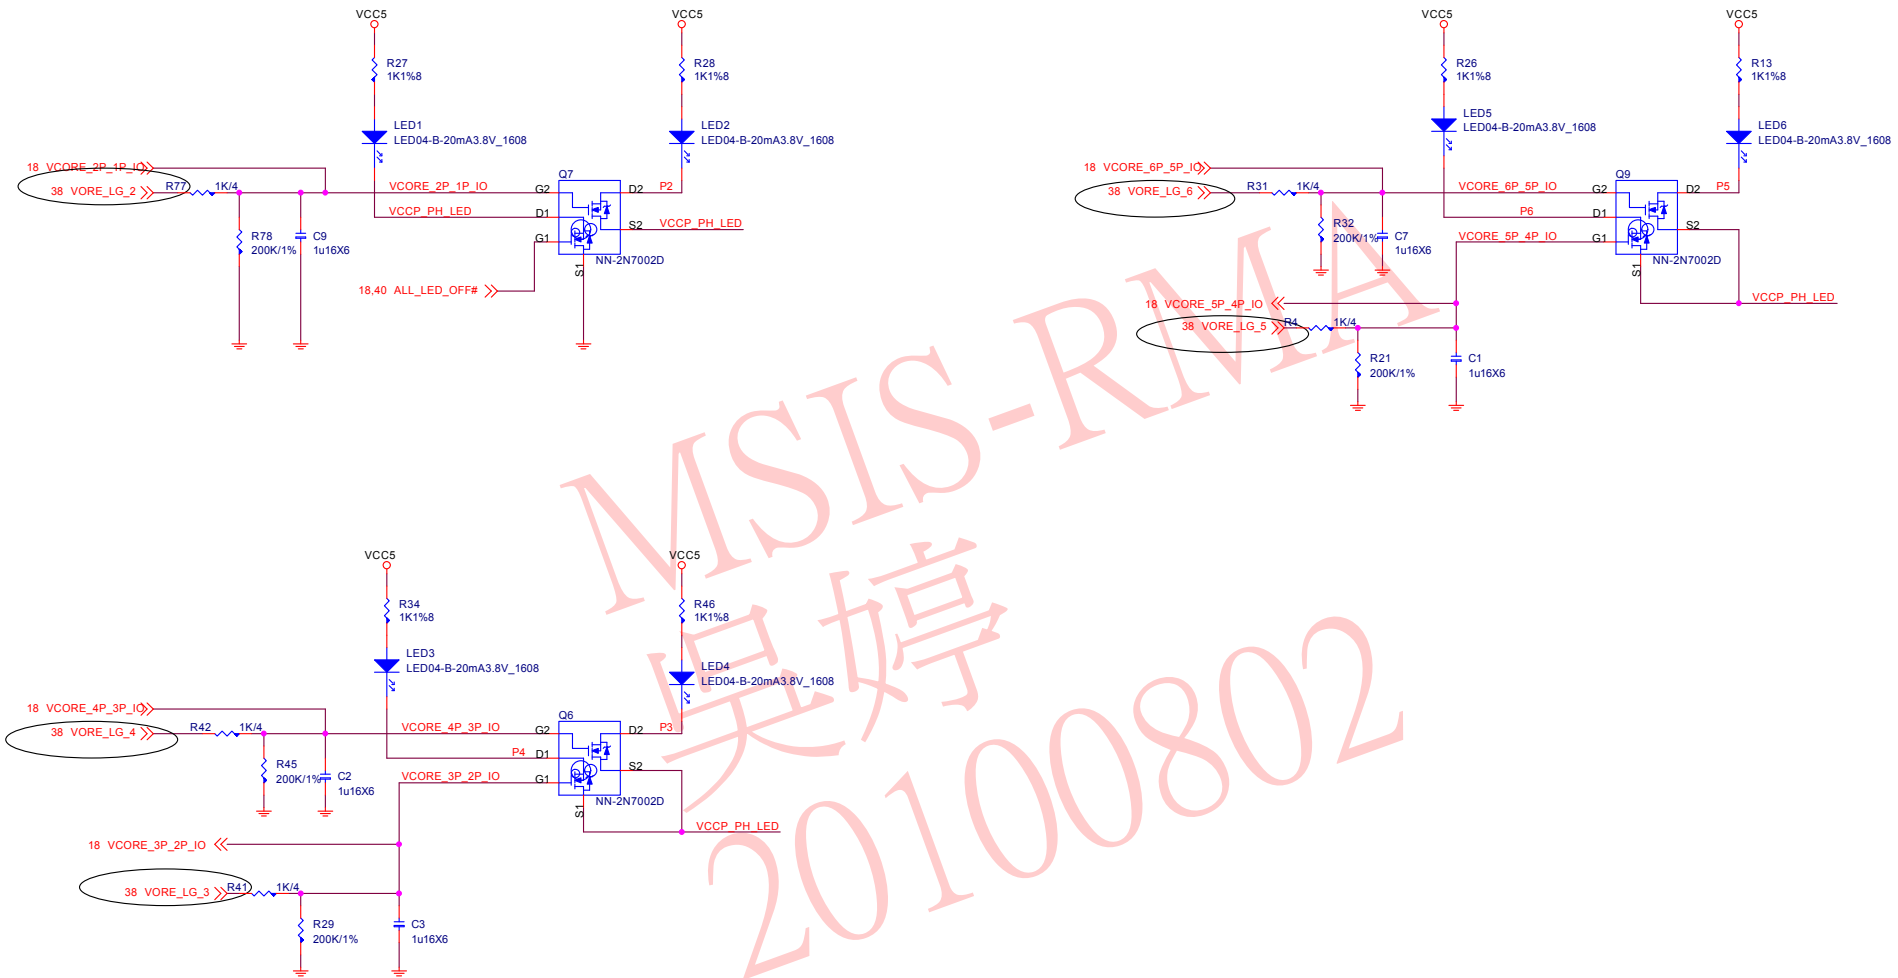 VCC5
R27
1K1%8
LED1
LED04-B-20mA3.8V_1608
VCC5
R28
1K1%8
LED2
LED04-B-20mA3.8V_1608
18 VCORE_2P_1P_IO
38 VORE_LG_2
R77
1K/4
VCORE_2P_1P_IO
VCCP_PH_LED
R78
200K/1%
C9
1u16X6
Q7
G2
D1
G1
D2
S2
S1
P2
VCCP_PH_LED
NN-2N7002D
18,40 ALL_LED_OFF#
VCC5
R26
1K1%8
LED5
LED04-B-20mA3.8V_1608
VCC5
R13
1K1%8
LED6
LED04-B-20mA3.8V_1608
18 VCORE_6P_5P_IO
38 VORE_LG_6
R31
1K/4
VCORE_6P_5P_IO
P6
VCORE_5P_4P_IO
R32
200K/1%
C7
1u16X6
Q9
G2
D1
G1
D2
S2
S1
P5
NN-2N7002D
VCCP_PH_LED
18 VCORE_5P_4P_IO
38 VORE_LG_5
R4
1K/4
R21
200K/1%
C1
1u16X6
VCC5
R34
1K1%8
LED3
LED04-B-20mA3.8V_1608
VCC5
R46
1K1%8
LED4
LED04-B-20mA3.8V_1608
18 VCORE_4P_3P_IO
38 VORE_LG_4
R42
1K/4
VCORE_4P_3P_IO
P4
VCORE_3P_2P_IO
R45
200K/1%
C2
1u16X6
Q6
G2
D1
G1
D2
S2
S1
P3
NN-2N7002D
VCCP_PH_LED
18 VCORE_3P_2P_IO
38 VORE_LG_3
R41
1K/4
R29
200K/1%
C3
1u16X6
MSIS-RMA
吳婷
20100802